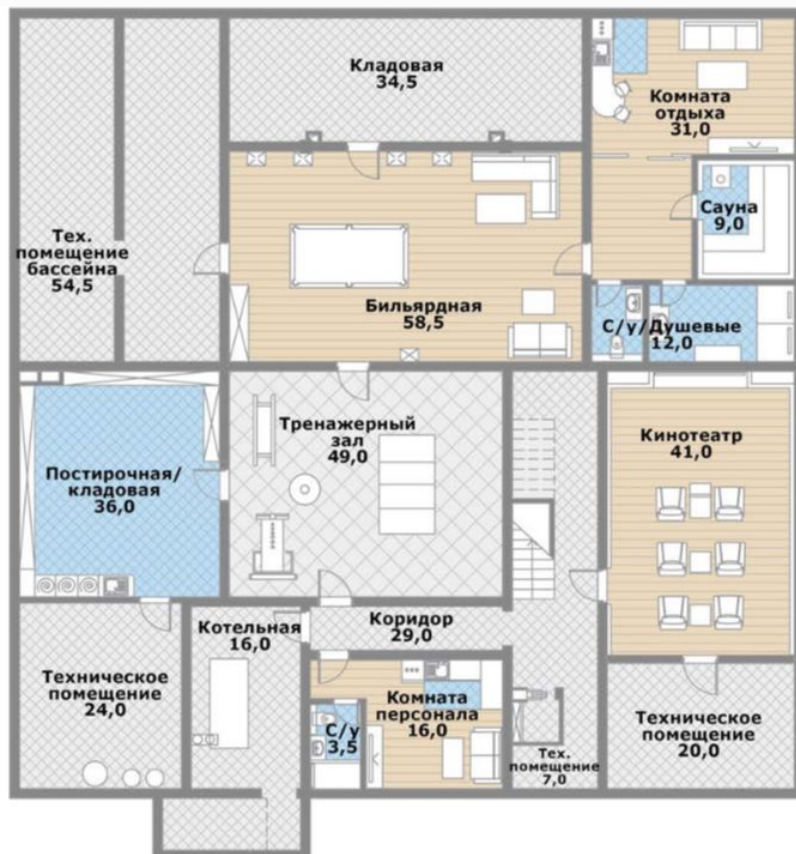 Кладовая
34,5
Комната
отдыха
31,0
Сауна
9,0
Тех.
помещение
бассейна
54,5
Бильярдная
58,5
С/у/Душевые
12,0
Тренажерный
зал
49,0
Кинотеатр
41,0
Постирочная/
кладовая
36,0
Котельная
16,0
Коридор
29,0
Техническое
помещение
24,0
Комната
персонала
16,0
С/у
3,5
Тех.
помещение
7,0
Техническое
помещение
20,0